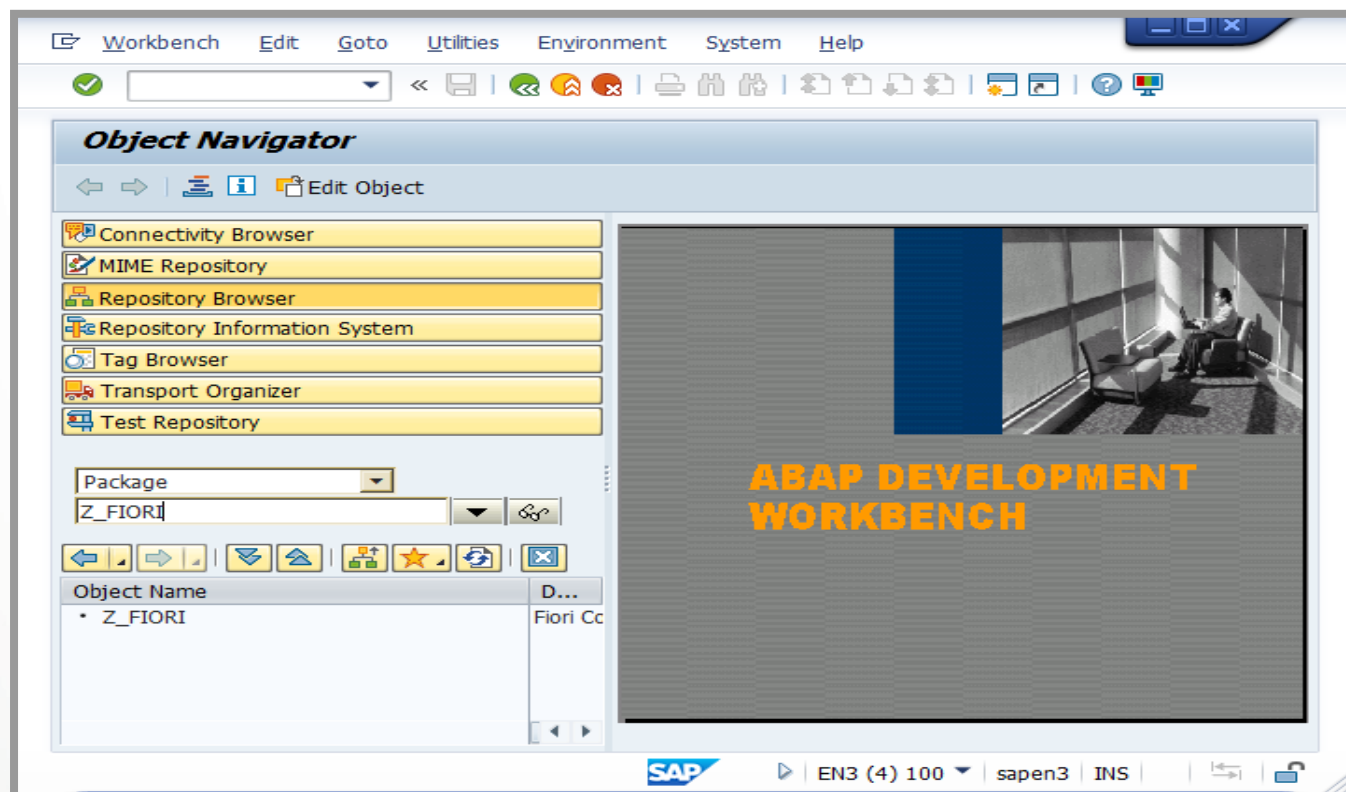 Workbench Edit Goto Utilities Environment System Help
Object Navigator
Edit Object
Connectivity Browser
MIME Repository
Repository Browser
Repository Information System
Tag Browser
Transport Organizer
Test Repository
Package
Z_FIORI
Object Name D...
Z_FIORI Fiori Co
ABAP DEVELOPMENT
WORKBENCH
SAP EN3 (4) 100 sapen3 INS